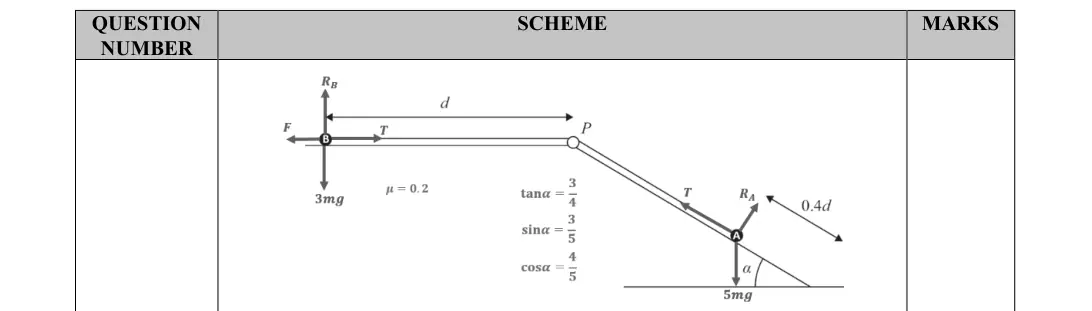 QUESTION NUMBER
SCHEME
MARKS
R_B
d
F
T
P
B
3mg
μ = 0.2
tanα = 3/4
sinα = 3/5
cosα = 4/5
T
R_A
0.4d
A
α
5mg